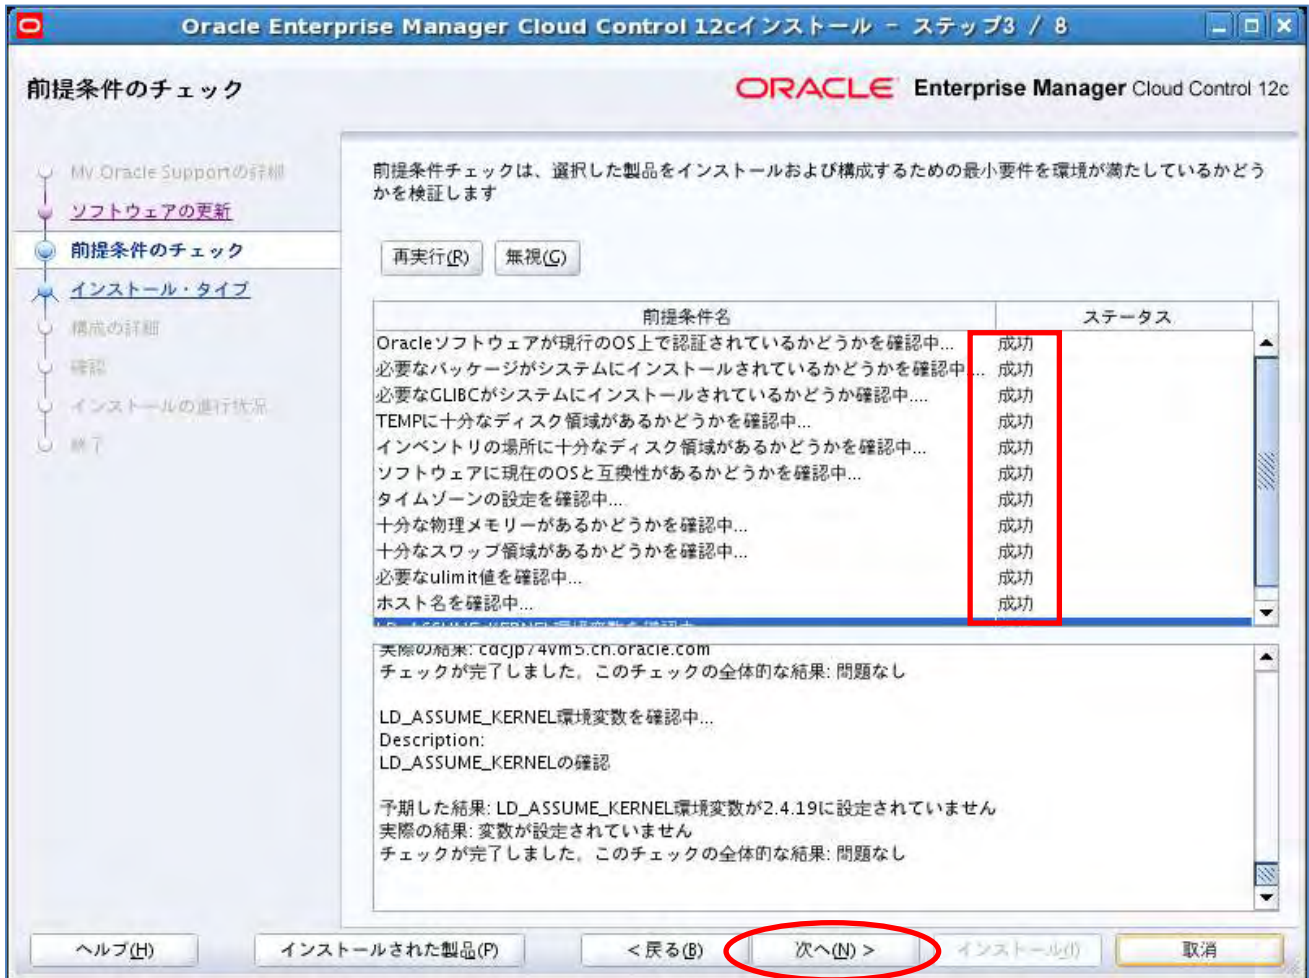 Oracle Enterprise Manager Cloud Control 12cインストール - ステップ3 / 8
前提条件のチェック
ORACLE Enterprise Manager Cloud Control 12c
My Oracle Supportの詳細
ソフトウェアの更新
前提条件のチェック
インストール・タイプ
構成の詳細
確認
インストールの進行状況
終了
前提条件チェックは、選択した製品をインストールおよび構成するための最小要件を環境が満たしているかどう
かを検証します
再実行(R) 無視(G)
前提条件名 ステータス
Oracleソフトウェアが現行のOS上で認証されているかどうかを確認中... 成功
必要なパッケージがシステムにインストールされているかどうかを確認中... 成功
必要なGLIBCがシステムにインストールされているかどうか確認中.... 成功
TEMPに十分なディスク領域があるかどうかを確認中... 成功
インベントリの場所に十分なディスク領域があるかどうかを確認中... 成功
ソフトウェアに現在のOSと互換性があるかどうかを確認中... 成功
タイムゾーンの設定を確認中... 成功
十分な物理メモリーがあるかどうかを確認中... 成功
十分なスワップ領域があるかどうかを確認中... 成功
必要なulimit値を確認中... 成功
ホスト名を確認中... 成功
LD_ASSUME_KERNEL環境変数を確認中...
実際の結果: cdcjp74vm5.cn.oracle.com
チェックが完了しました。このチェックの全体的な結果: 問題なし
LD_ASSUME_KERNEL環境変数を確認中...
Description:
LD_ASSUME_KERNELの確認
予期した結果: LD_ASSUME_KERNEL環境変数が2.4.19に設定されていません
実際の結果: 変数が設定されていません
チェックが完了しました。このチェックの全体的な結果: 問題なし
ヘルプ(H) インストールされた製品(P) < 戻る(B) 次へ(N) > インストール(I) 取消